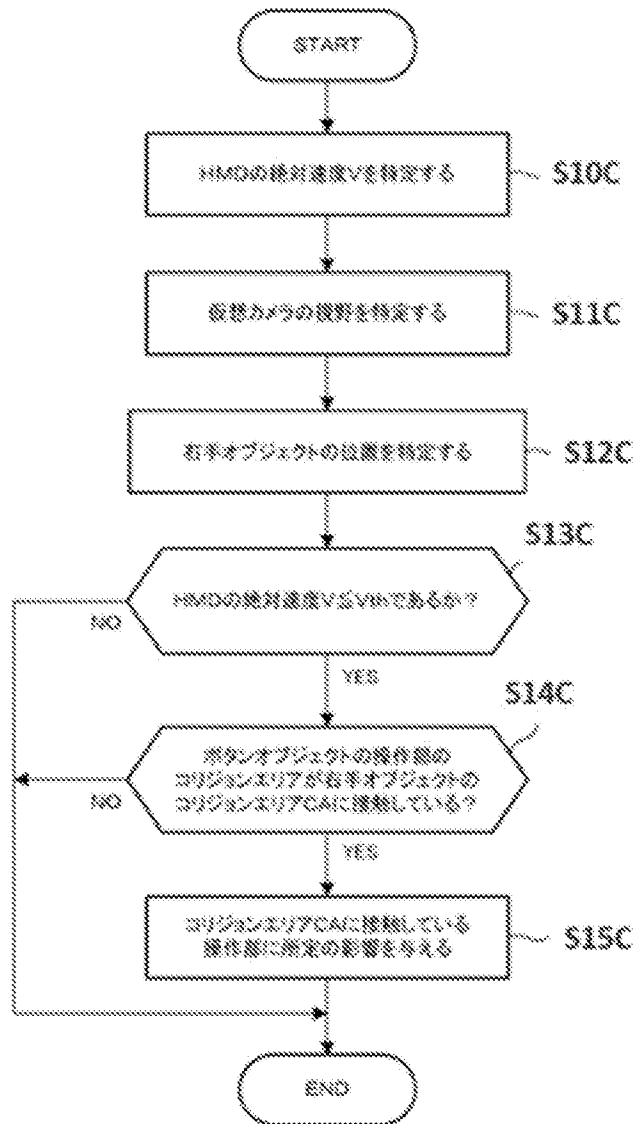 START
HMDの絶対速度Vを特定する
S10C
仮想カメラの視野を特定する
S11C
右手オブジェクトの位置を特定する
S12C
S13C
HMDの絶対速度V≦Vthであるか？
NO
YES
S14C
ボタンオブジェクトの操作部の
コリジョンエリアが右手オブジェクトの
コリジョンエリアCAに接触している？
NO
YES
コリジョンエリアCAに接触している
操作部に所定の影響を与える
S15C
END